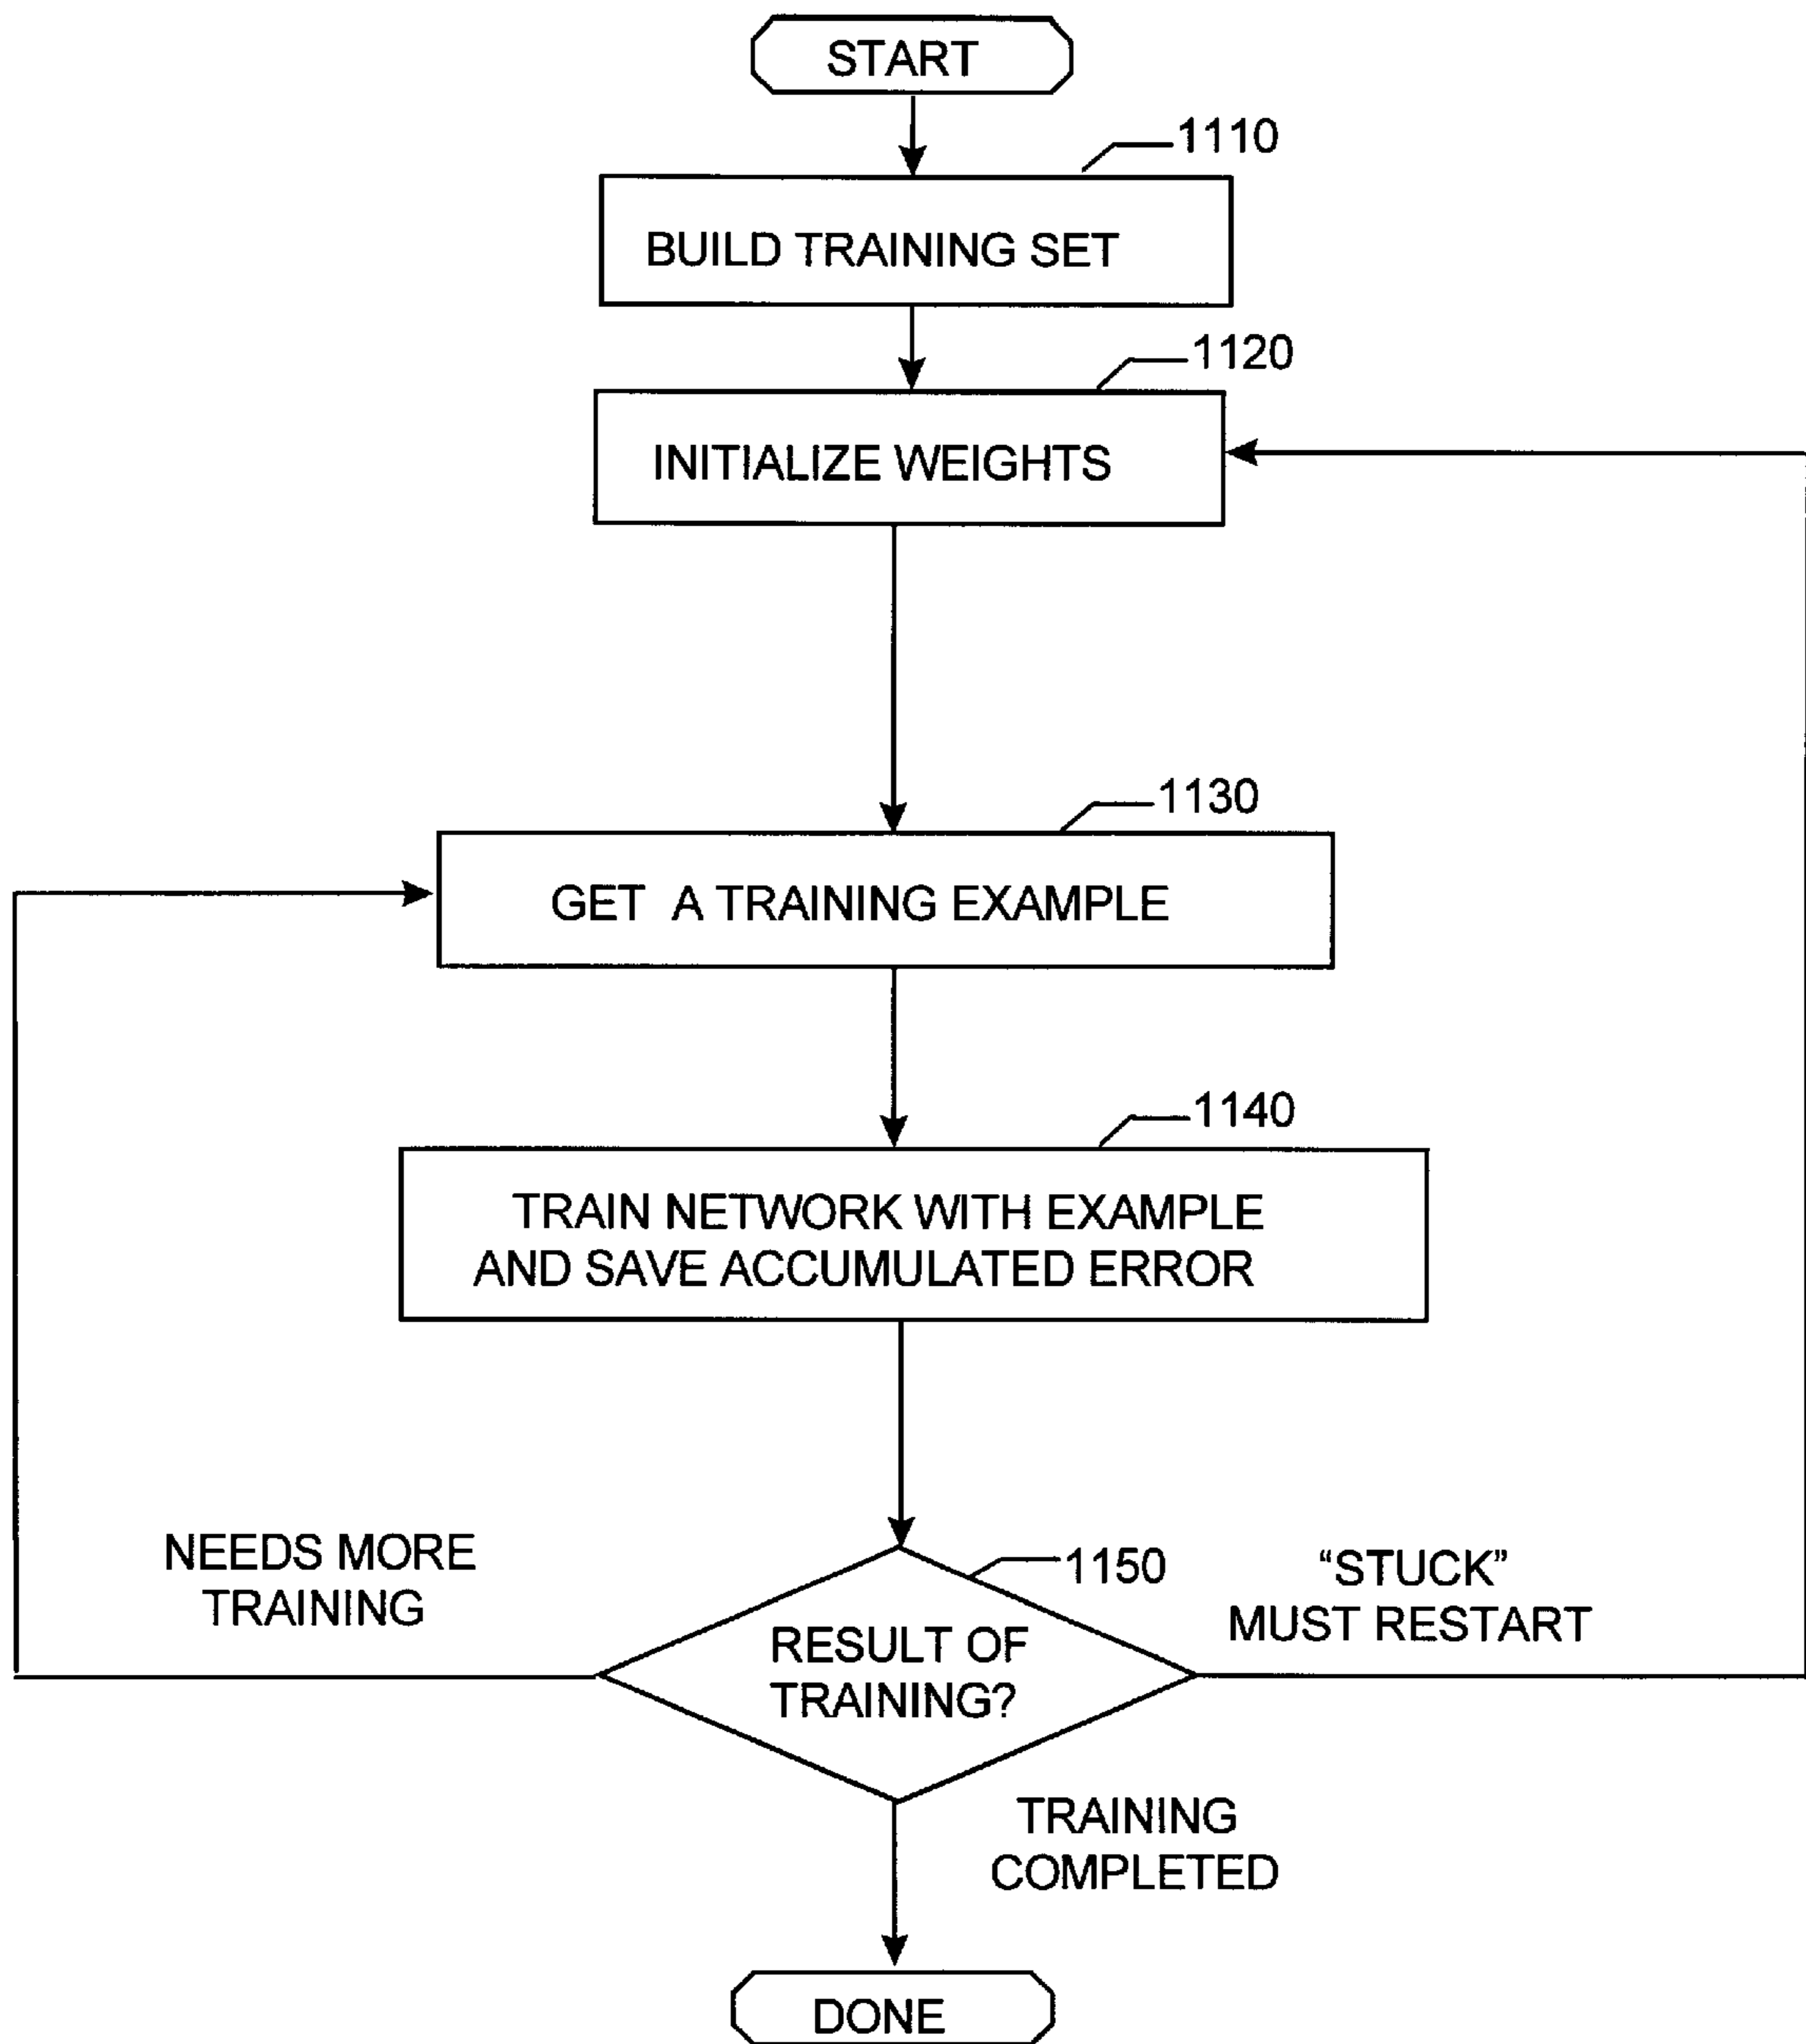 START
1110
BUILD TRAINING SET
1120
INITIALIZE WEIGHTS
1130
GET A TRAINING EXAMPLE
1140
TRAIN NETWORK WITH EXAMPLE
AND SAVE ACCUMULATED ERROR
NEEDS MORE
TRAINING
1150
RESULT OF
TRAINING?
“STUCK”
MUST RESTART
TRAINING
COMPLETED
DONE